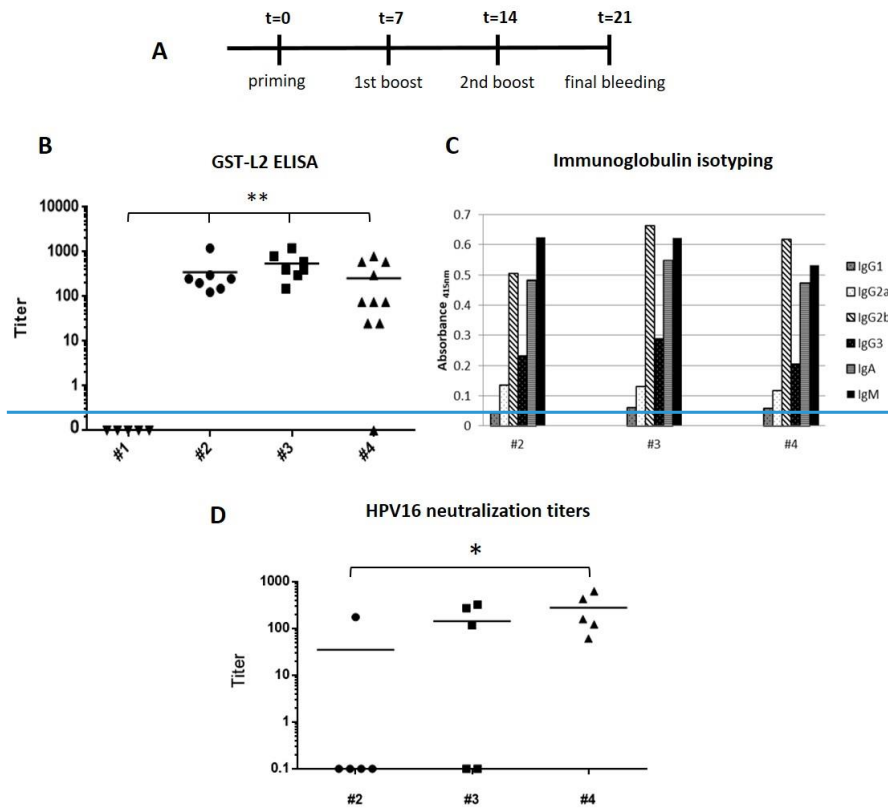 t=0 t=7 t=14 t=21
A
priming 1st boost 2nd boost final bleeding
B
GST-L2 ELISA
**
10000
1000
100
10
1
0
Titer
#1 #2 #3 #4
C
Immunoglobulin isotyping
0.7
0.6
0.5
0.4
0.3
0.2
0.1
0
Absorbance 415nm
#2 #3 #4
IgG1
IgG2a
IgG2b
IgG3
IgA
IgM
D
HPV16 neutralization titers
*
1000
100
10
1
0.1
Titer
#2 #3 #4